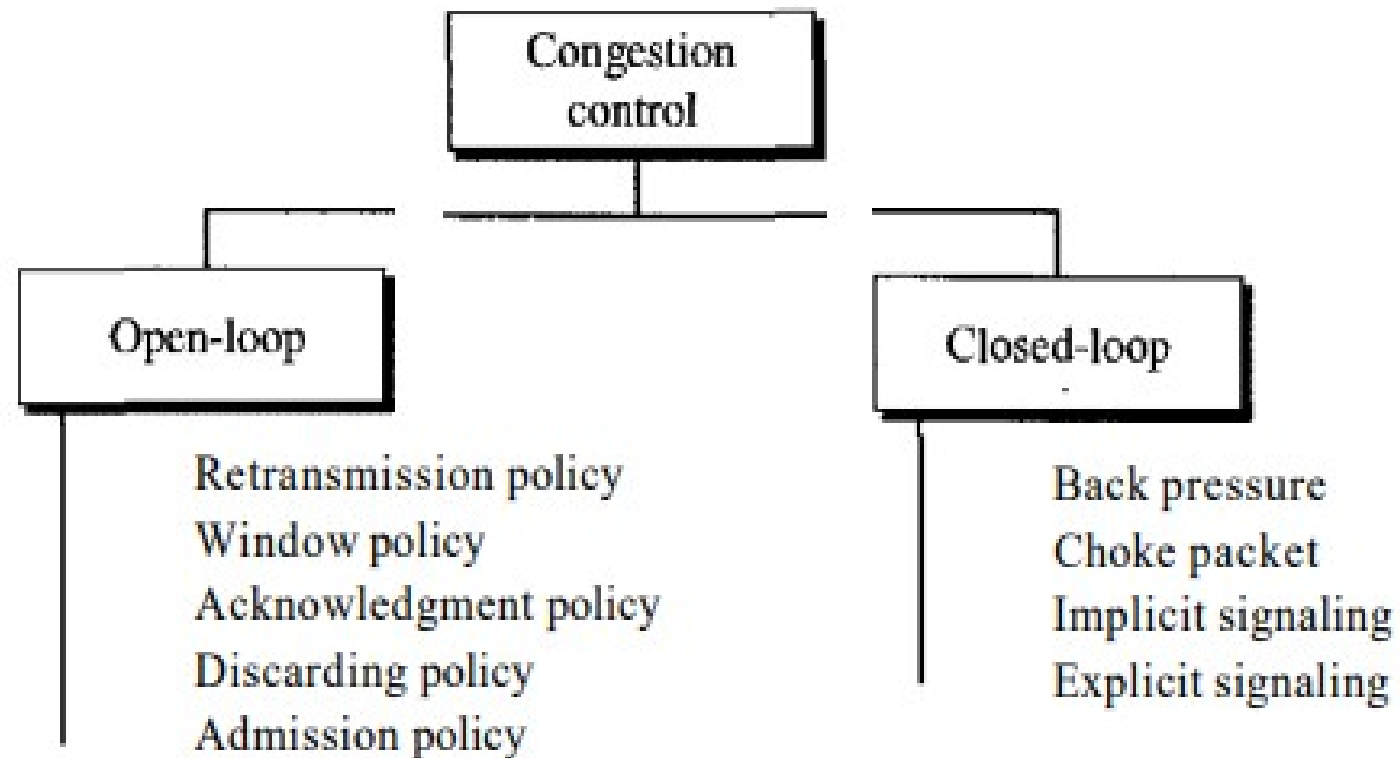 Congestion
control
Open-loop
Retransmission policy
Window policy
Acknowledgment policy
Discarding policy
Admission policy
Closed-loop
Back pressure
Choke packet
Implicit signaling
Explicit signaling